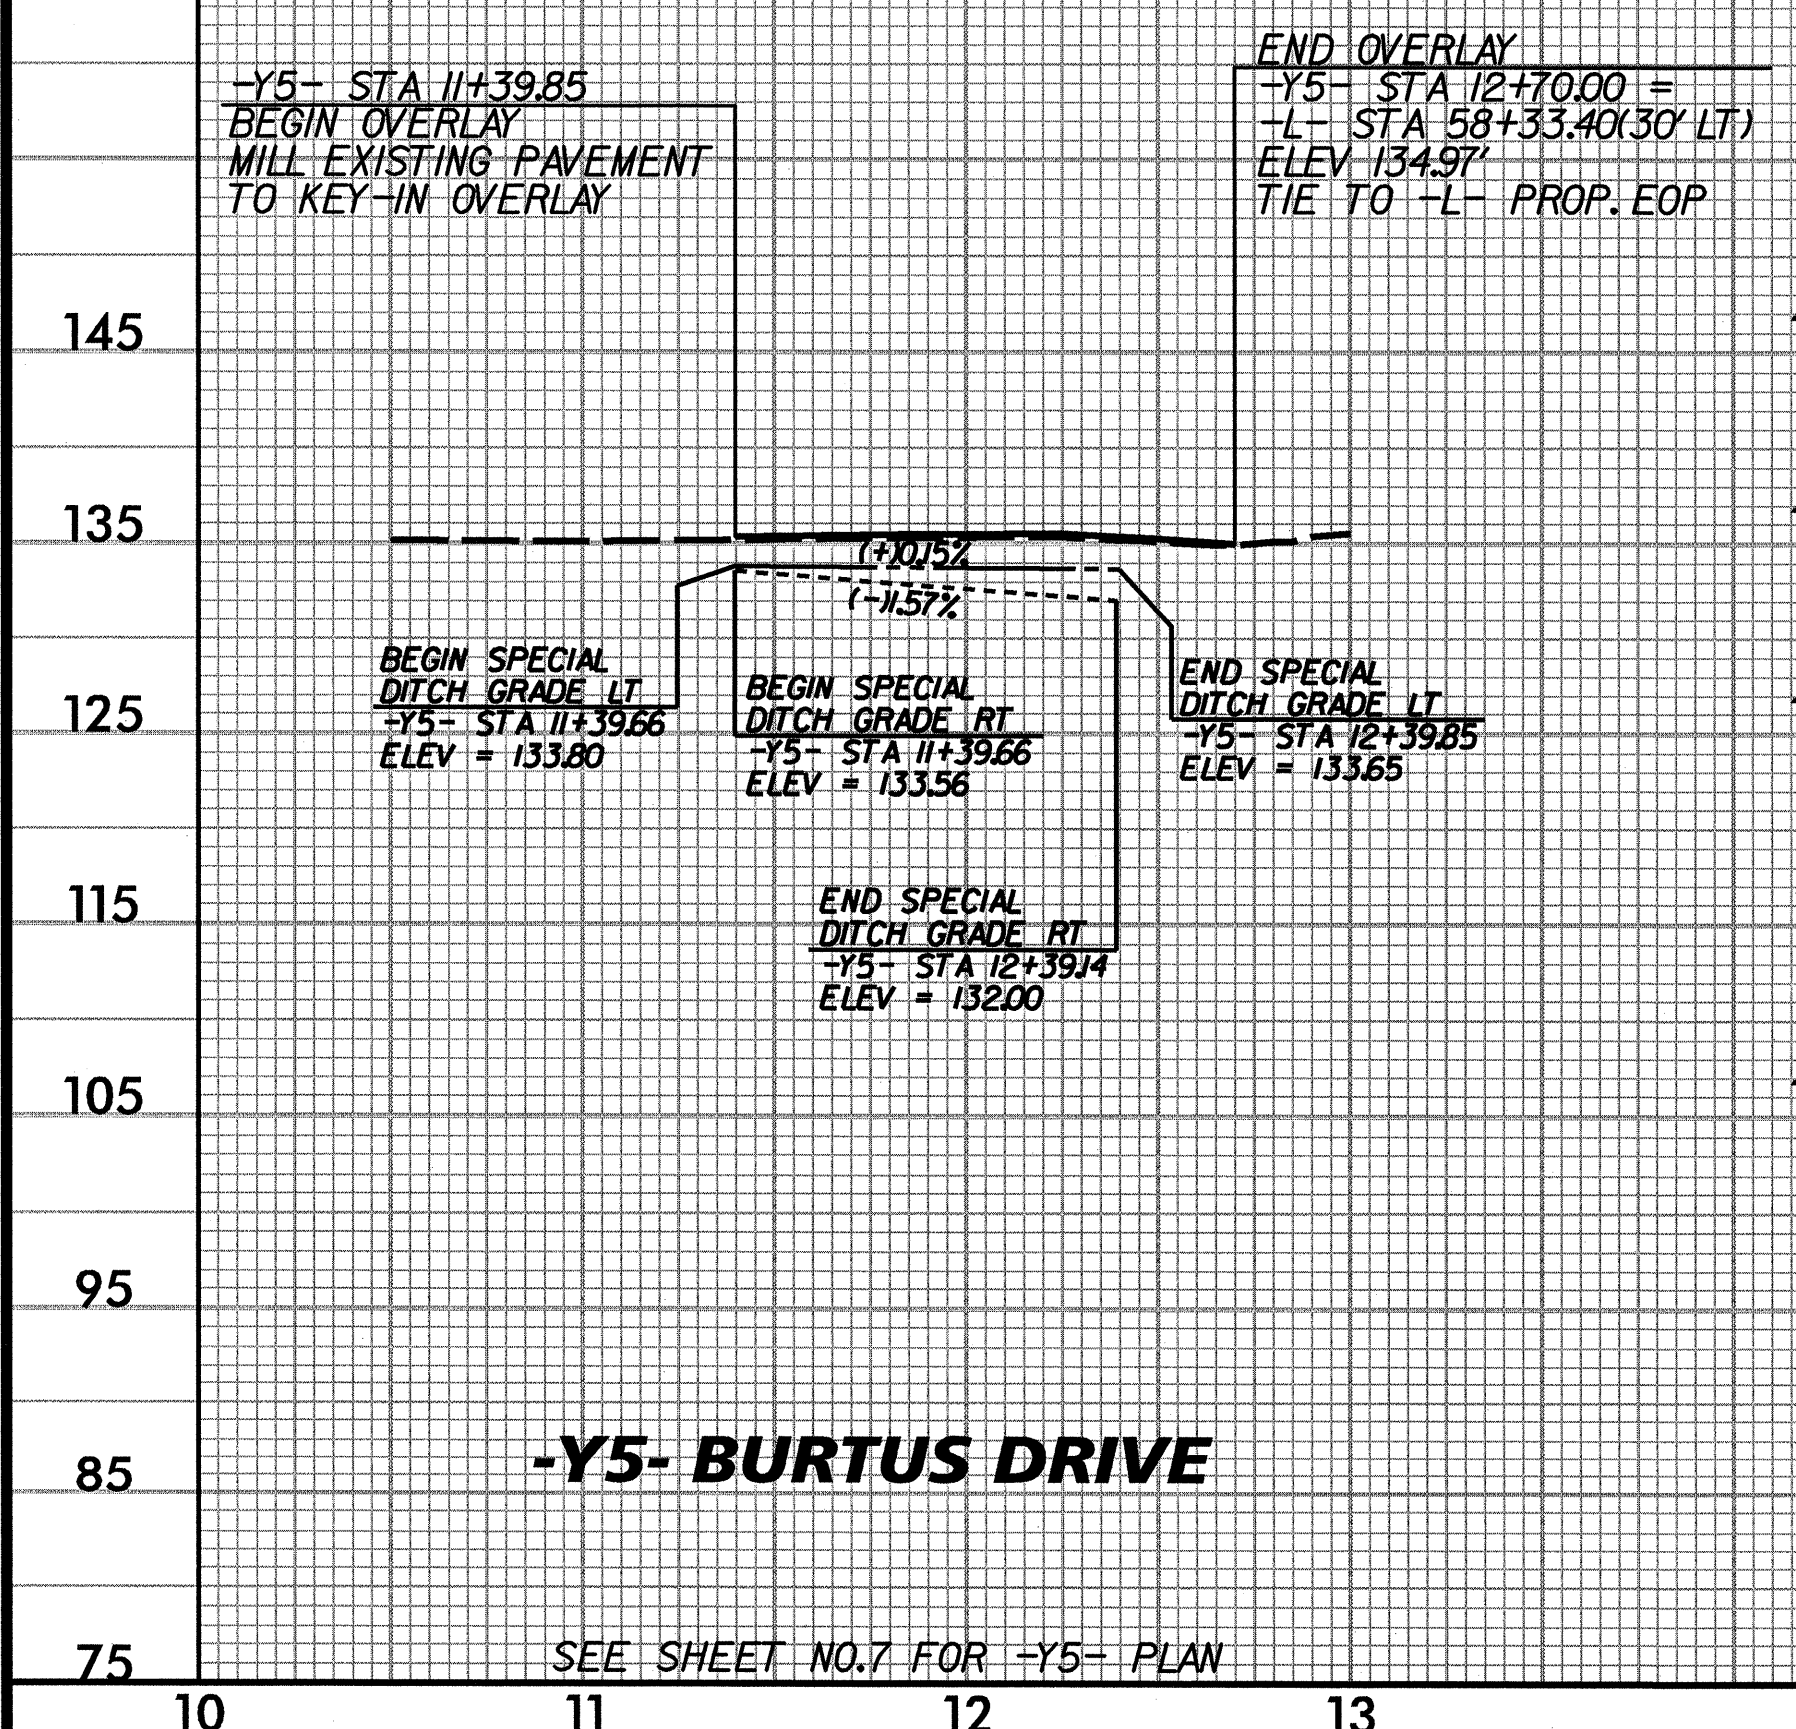 -Y5- STA 11+39.85
BEGIN OVERLAY
MILL EXISTING PAVEMENT
TO KEY-IN OVERLAY
END OVERLAY
-Y5- STA 12+70.00 =
-L- STA 58+33.40(30' LT)
ELEV 134.97'
TIE TO -L- PROP. EOP
145
135
125
115
105
95
85
75
(+)0.15%
(-)1.57%
BEGIN SPECIAL
DITCH GRADE LT
-Y5- STA 11+39.66
ELEV = 133.80
BEGIN SPECIAL
DITCH GRADE RT
-Y5- STA 11+39.66
ELEV = 133.56
END SPECIAL
DITCH GRADE LT
-Y5- STA 12+39.85
ELEV = 133.65
END SPECIAL
DITCH GRADE RT
-Y5- STA 12+39.14
ELEV = 132.00
-Y5- BURTUS DRIVE
SEE SHEET NO. 7 FOR -Y5- PLAN
10 11 12 13